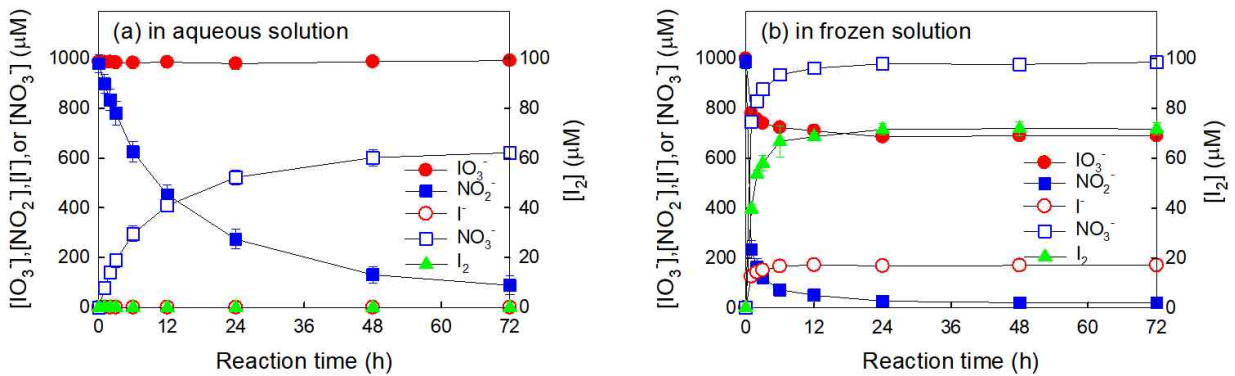 (a) in aqueous solution
[IO₃⁻],[NO₂⁻],[I⁻],or [NO₃⁻] (μM)
1000
800
600
400
200
0
100
80
60
40
20
0
[I₂] (μM)
IO₃⁻
NO₂⁻
I⁻
NO₃⁻
I₂
0 12 24 36 48 60 72
Reaction time (h)
(b) in frozen solution
[IO₃⁻],[NO₂⁻],[I⁻],or [NO₃⁻] (μM)
1000
800
600
400
200
0
100
80
60
40
20
0
[I₂] (μM)
IO₃⁻
NO₂⁻
I⁻
NO₃⁻
I₂
0 12 24 36 48 60 72
Reaction time (h)